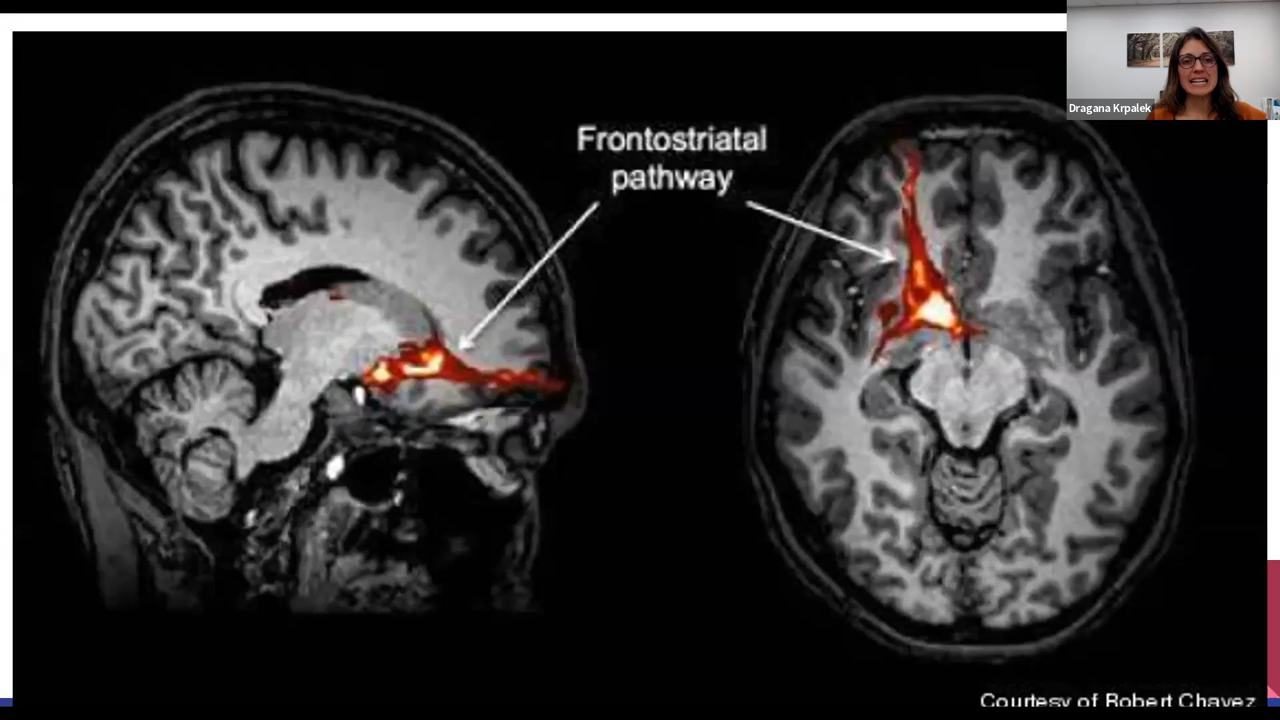 Dragana Krpalek
Frontostriatal
pathway
Courtesy of Robert Chavez